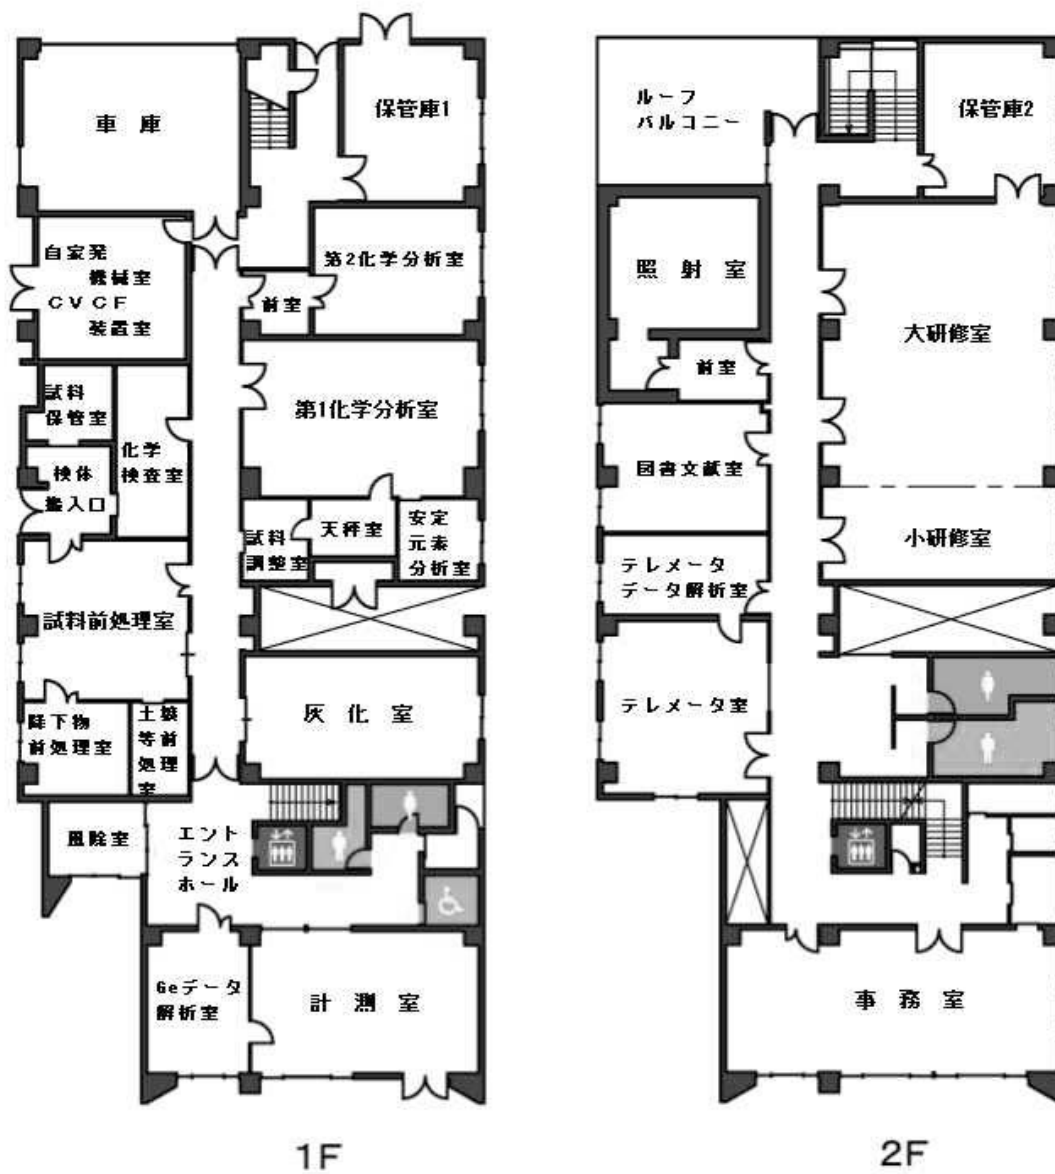 車 庫
保管庫1
自家発
機械室
CVCF
装置室
第2化学分析室
前室
試料
保管室
第1化学分析室
化学
検査室
検体
搬入口
試料
調整室
天秤室
安定
元素
分析室
試料前処理室
灰 化 室
降下物
前処理室
土壌
等前
処理
室
風除室
エント
ランス
ホール
Geデータ
解析室
計 測 室
1F
ルーフ
バルコニー
保管庫2
照 射 室
大研修室
前室
図書文献室
小研修室
テレメータ
データ解析室
テレメータ室
事 務 室
2F